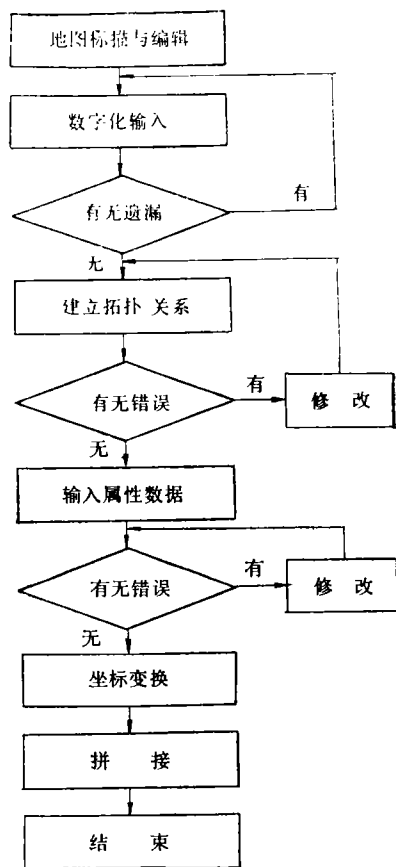 地图标描与编辑
数字化输入
有无遗漏
有
无
建立拓扑 关系
有无错误
有
修 改
无
输入属性数据
有无错误
有
修 改
无
坐标变换
拼 接
结 束